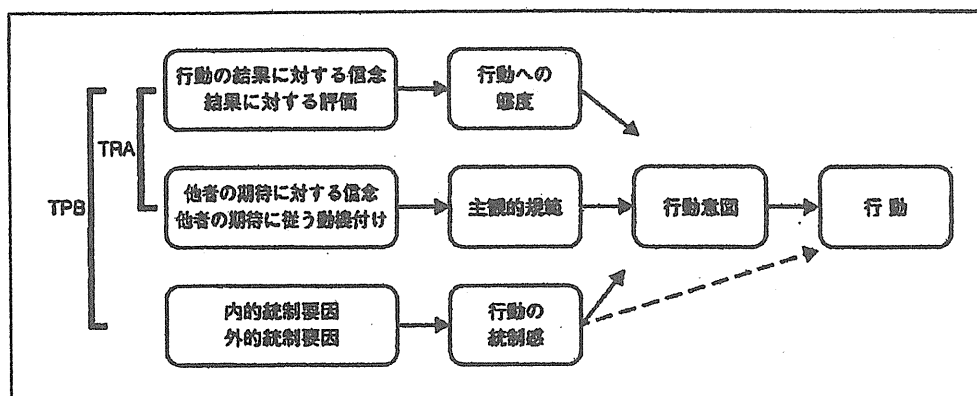 行動の結果に対する信念
結果に対する評価
行動への
態度
TRA
TPB
他者の期待に対する信念
他者の期待に従う動機付け
主観的規範
行動意図
行動
内的統制要因
外的統制要因
行動の
統制感